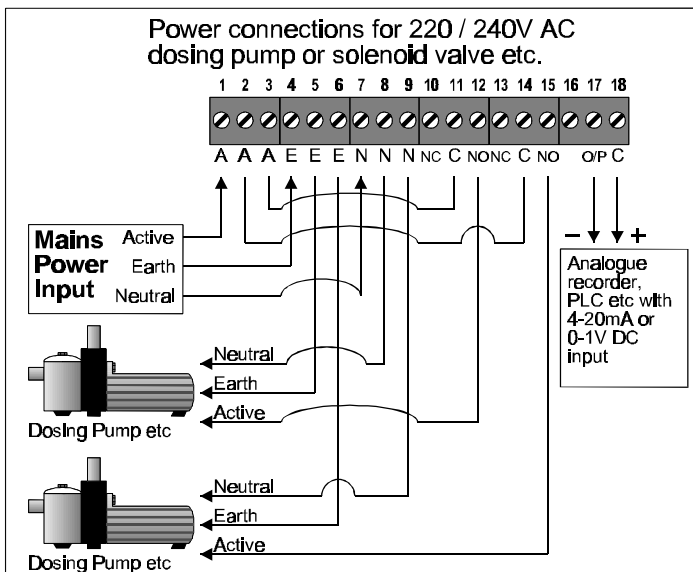 Power connections for 220 / 240V AC
dosing pump or solenoid valve etc.
1 2 3 4 5 6 7 8 9 10 11 12 13 14 15 16 17 18
A A A E E E N N N NC C NO NC C NO O/P C
Mains
Power
Input
Active
Earth
Neutral
− +
Analogue
recorder,
PLC etc with
4-20mA or
0-1V DC
input
Neutral
Earth
Active
Dosing Pump etc
Neutral
Earth
Active
Dosing Pump etc